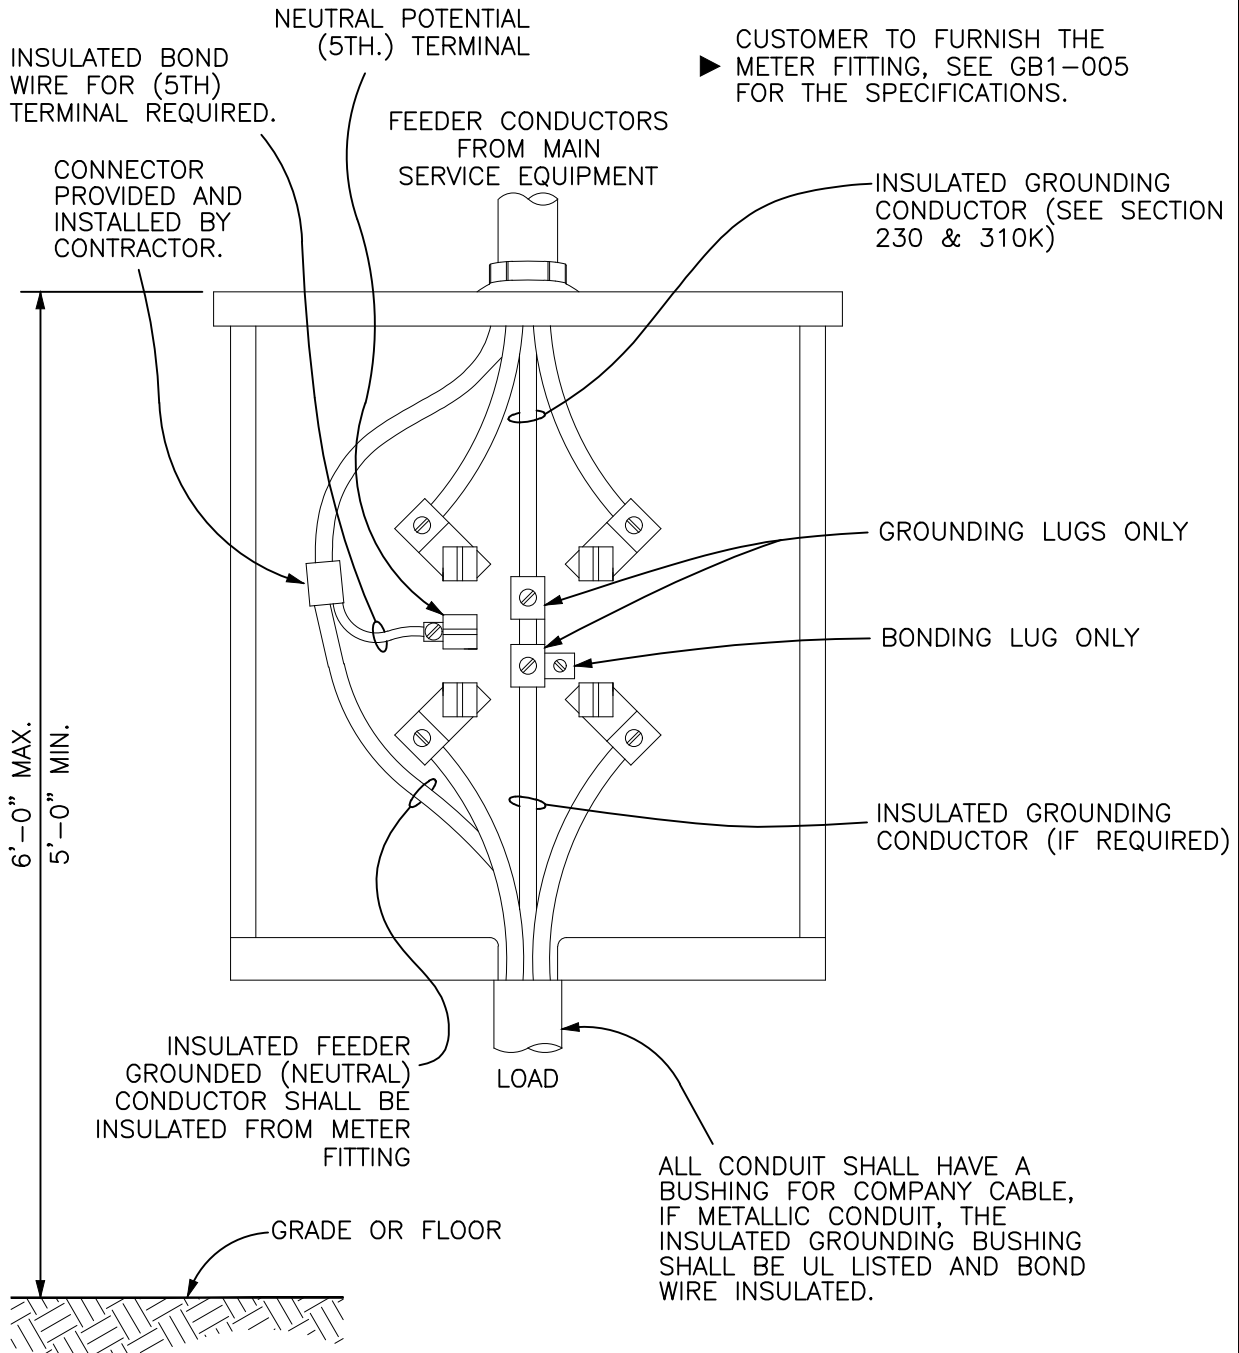 NEUTRAL POTENTIAL
(5TH.) TERMINAL
CUSTOMER TO FURNISH THE
METER FITTING, SEE GB1-005
FOR THE SPECIFICATIONS.
INSULATED BOND
WIRE FOR (5TH)
TERMINAL REQUIRED.
FEEDER CONDUCTORS
FROM MAIN
SERVICE EQUIPMENT
CONNECTOR
PROVIDED AND
INSTALLED BY
CONTRACTOR.
INSULATED GROUNDING
CONDUCTOR (SEE SECTION
230 & 310K)
GROUNDING LUGS ONLY
BONDING LUG ONLY
6'-0" MAX.
5'-0" MIN.
INSULATED GROUNDING
CONDUCTOR (IF REQUIRED)
INSULATED FEEDER
GROUNDED (NEUTRAL)
CONDUCTOR SHALL BE
INSULATED FROM METER
FITTING
LOAD
ALL CONDUIT SHALL HAVE A
BUSHING FOR COMPANY CABLE,
IF METALLIC CONDUIT, THE
INSULATED GROUNDING BUSHING
SHALL BE UL LISTED AND BOND
WIRE INSULATED.
GRADE OR FLOOR